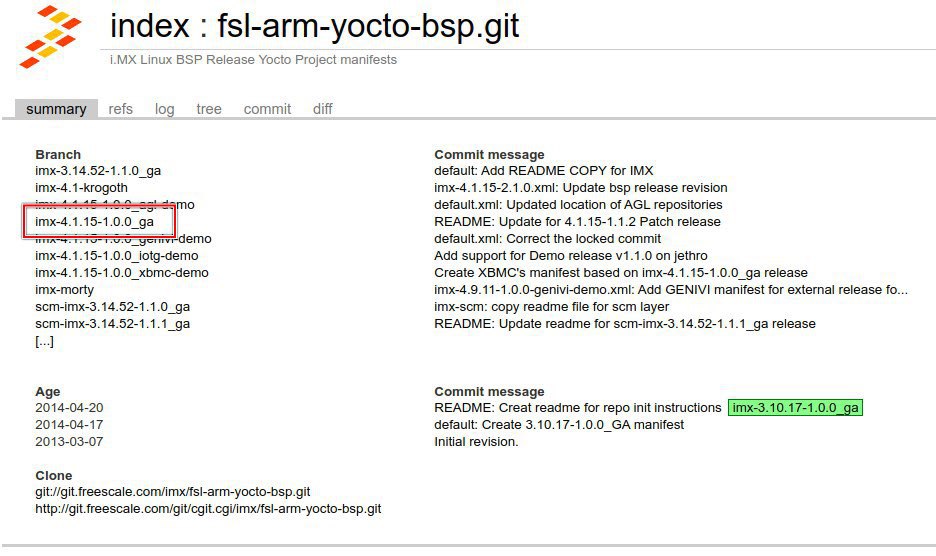 index : fsl-arm-yocto-bsp.git
i.MX Linux BSP Release Yocto Project manifests
summary refs log tree commit diff
Branch Commit message
imx-3.14.52-1.1.0_ga default: Add README COPY for IMX
imx-4.1-krogoth imx-4.1.15-2.1.0.xml: Update bsp release revision
imx-4.1.15-1.0.0_agl-demo default.xml: Updated location of AGL repositories
imx-4.1.15-1.0.0_ga README: Update for 4.1.15-1.1.2 Patch release
imx-4.1.15-1.0.0_genivi-demo default.xml: Correct the locked commit
imx-4.1.15-1.0.0_iotg-demo Add support for Demo release v1.1.0 on jethro
imx-4.1.15-1.0.0_xbmc-demo Create XBMC's manifest based on imx-4.1.15-1.0.0_ga release
imx-morty imx-4.9.11-1.0.0-genivi-demo.xml: Add GENIVI manifest for external release fo...
scm-imx-3.14.52-1.1.0_ga imx-scm: copy readme file for scm layer
scm-imx-3.14.52-1.1.1_ga README: Update readme for scm-imx-3.14.52-1.1.1_ga release
[...]
Age Commit message
2014-04-20 README: Creat readme for repo init instructions imx-3.10.17-1.0.0_ga
2014-04-17 default: Create 3.10.17-1.0.0_GA manifest
2013-03-07 Initial revision.
Clone
git://git.freescale.com/imx/fsl-arm-yocto-bsp.git
http://git.freescale.com/git/cgit.cgi/imx/fsl-arm-yocto-bsp.git